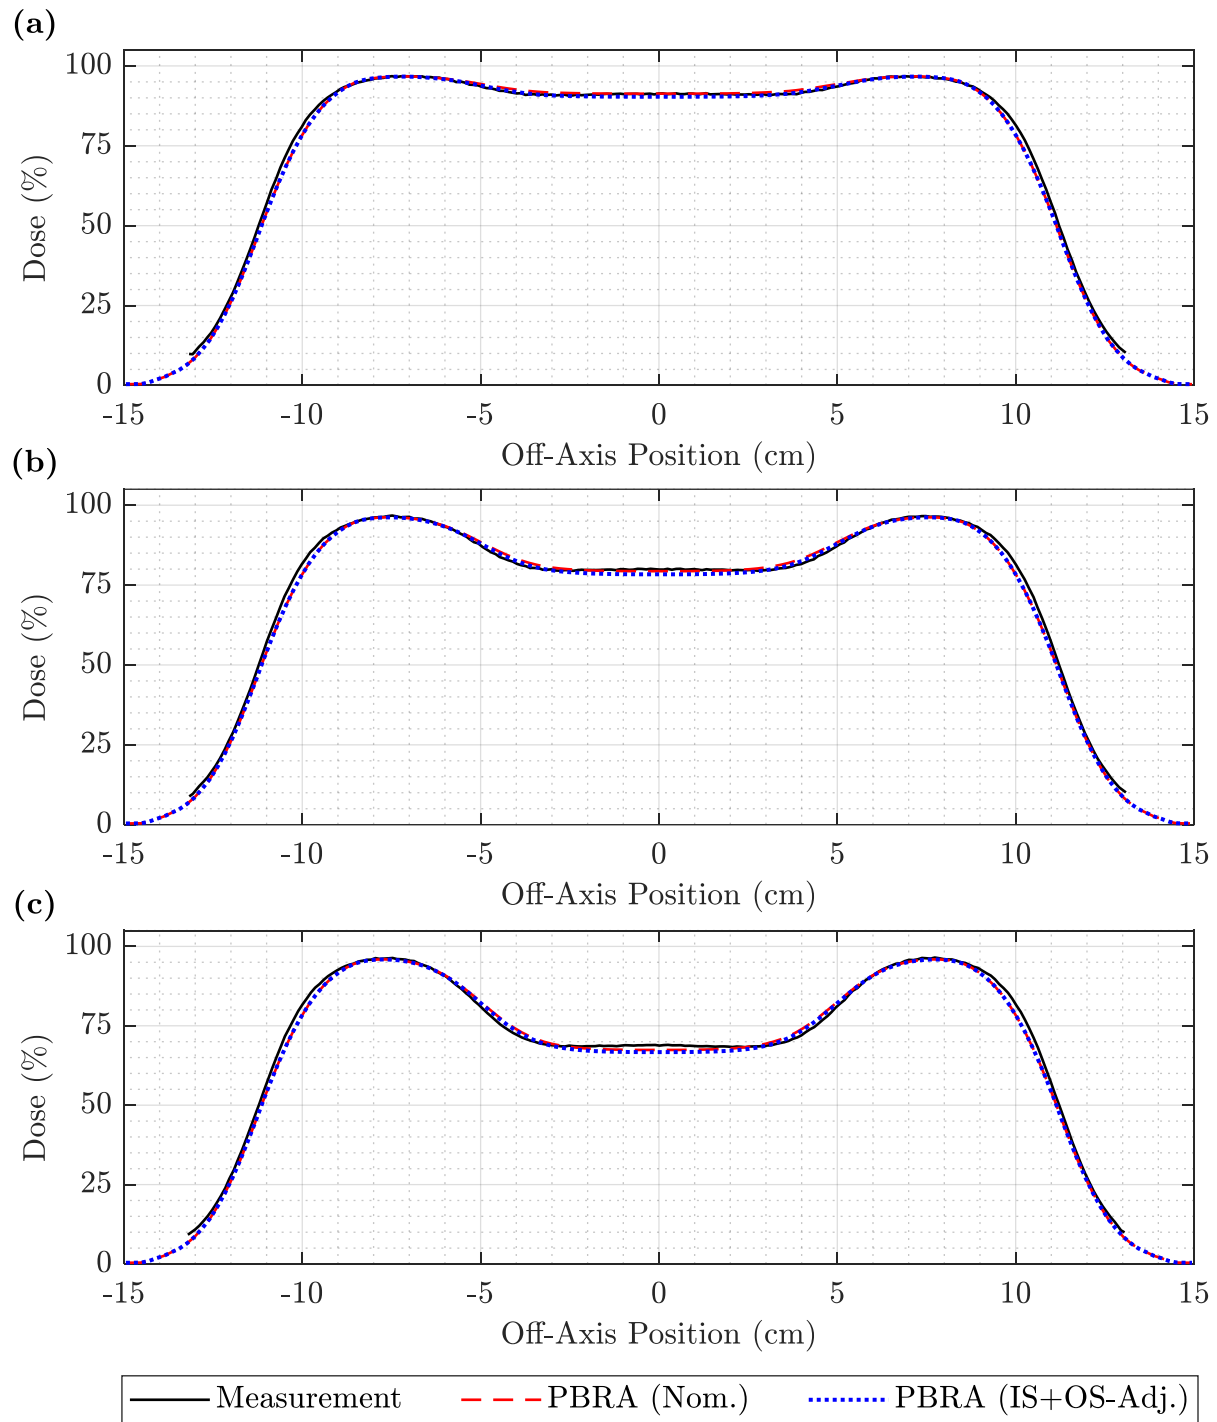 (a)
100
75
50
25
0
Dose (%)
-15 -10 -5 0 5 10 15
Off-Axis Position (cm)
(b)
100
75
50
25
0
Dose (%)
-15 -10 -5 0 5 10 15
Off-Axis Position (cm)
(c)
100
75
50
25
0
Dose (%)
-15 -10 -5 0 5 10 15
Off-Axis Position (cm)
Measurement PBRA (Nom.) PBRA (IS+OS-Adj.)